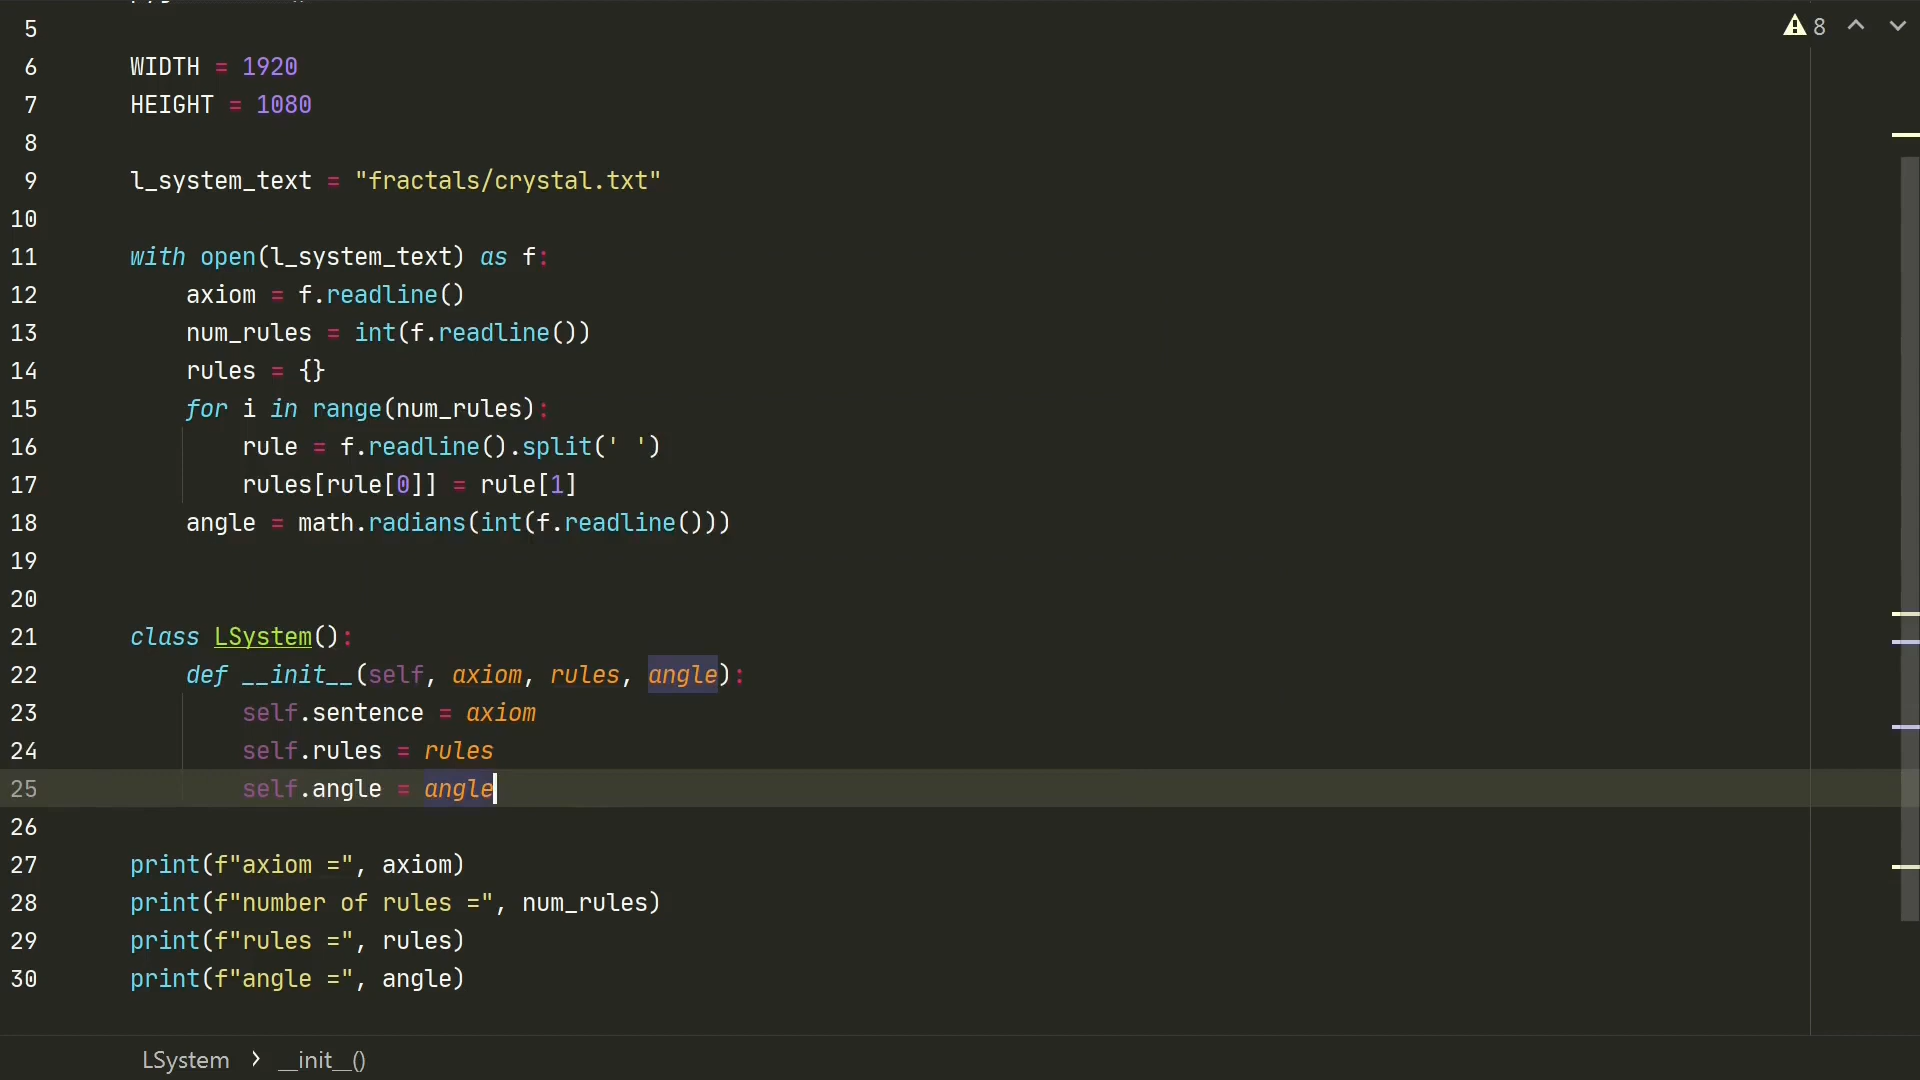 5
8
6 WIDTH = 1920
7 HEIGHT = 1080
8
9 l_system_text = "fractals/crystal.txt"
10
11 with open(l_system_text) as f:
12     axiom = f.readline()
13     num_rules = int(f.readline())
14     rules = {}
15     for i in range(num_rules):
16         rule = f.readline().split(' ')
17         rules[rule[0]] = rule[1]
18     angle = math.radians(int(f.readline()))
19
20
21 class LSystem():
22     def __init__(self, axiom, rules, angle):
23         self.sentence = axiom
24         self.rules = rules
25         self.angle = angle
26
27 print(f"axiom =", axiom)
28 print(f"number of rules =", num_rules)
29 print(f"rules =", rules)
30 print(f"angle =", angle)
LSystem > __init__()